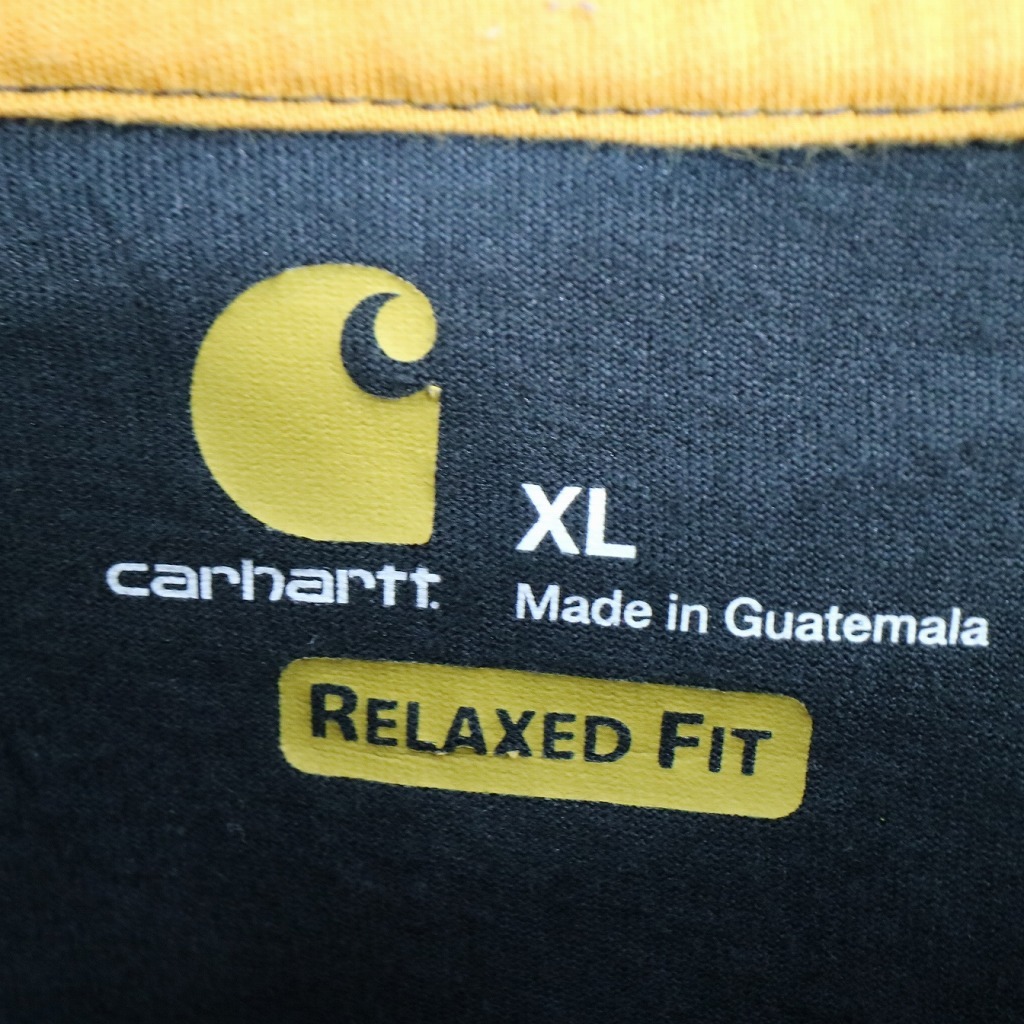 XL
carhartt.
Made in Guatemala
RELAXED FIT